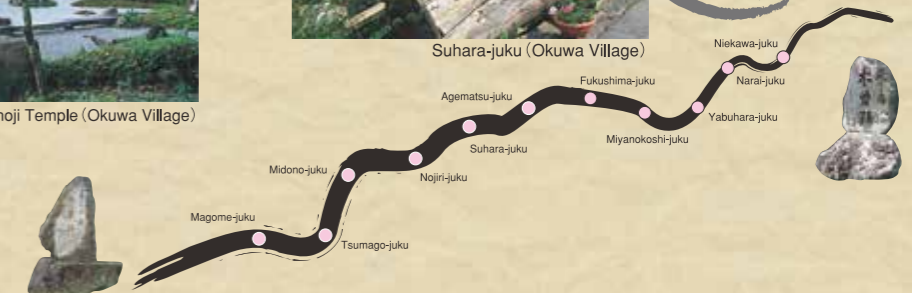 Suhara-juku (Okuwa Village)
noji Temple (Okuwa Village)
Niekawa-juku
Narai-juku
Fukushima-juku
Agematsu-juku
Yabuhara-juku
Miyanokoshi-juku
Suhara-juku
Midono-juku
Nojiri-juku
Magome-juku
Tsumago-juku